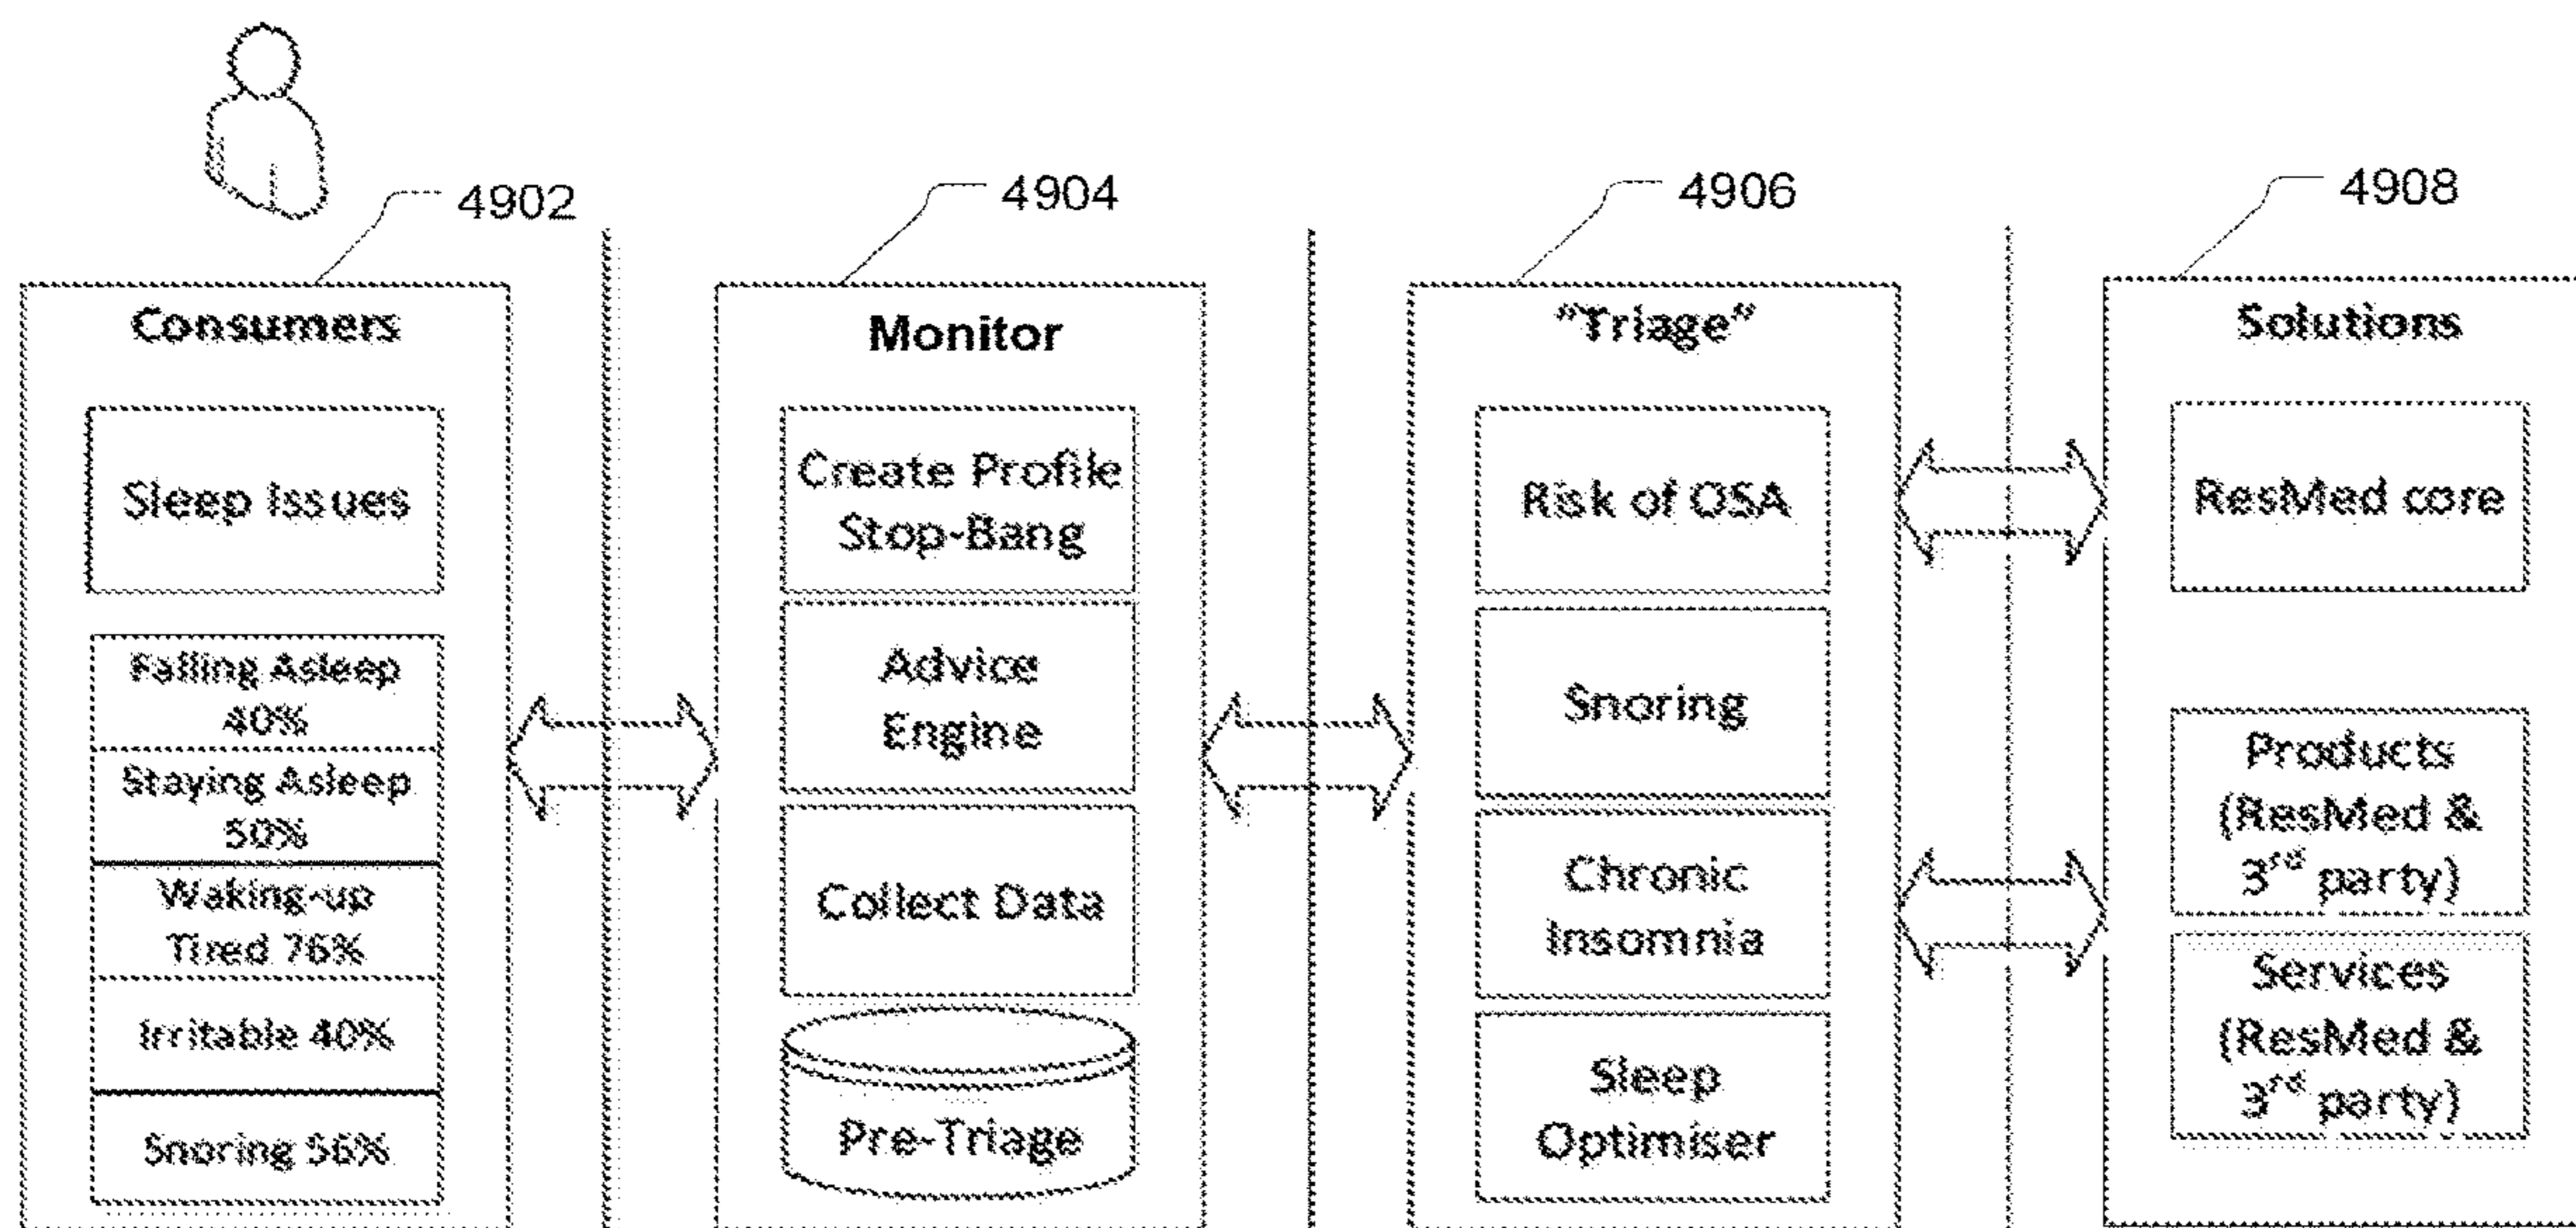 4902
4904
4906
4908
Consumers
Sleep Issues
Falling Asleep
40%
Staying Asleep
50%
Waking-up
Tired 76%
Irritable 40%
Snoring 56%
Monitor
Create Profile
Stop-Bang
Advice
Engine
Collect Data
Pre-Triage
"Triage"
Risk of OSA
Snoring
Chronic
Insomnia
Sleep
Optimiser
Solutions
ResMed core
Products
(ResMed &
3rd party)
Services
(ResMed &
3rd party)